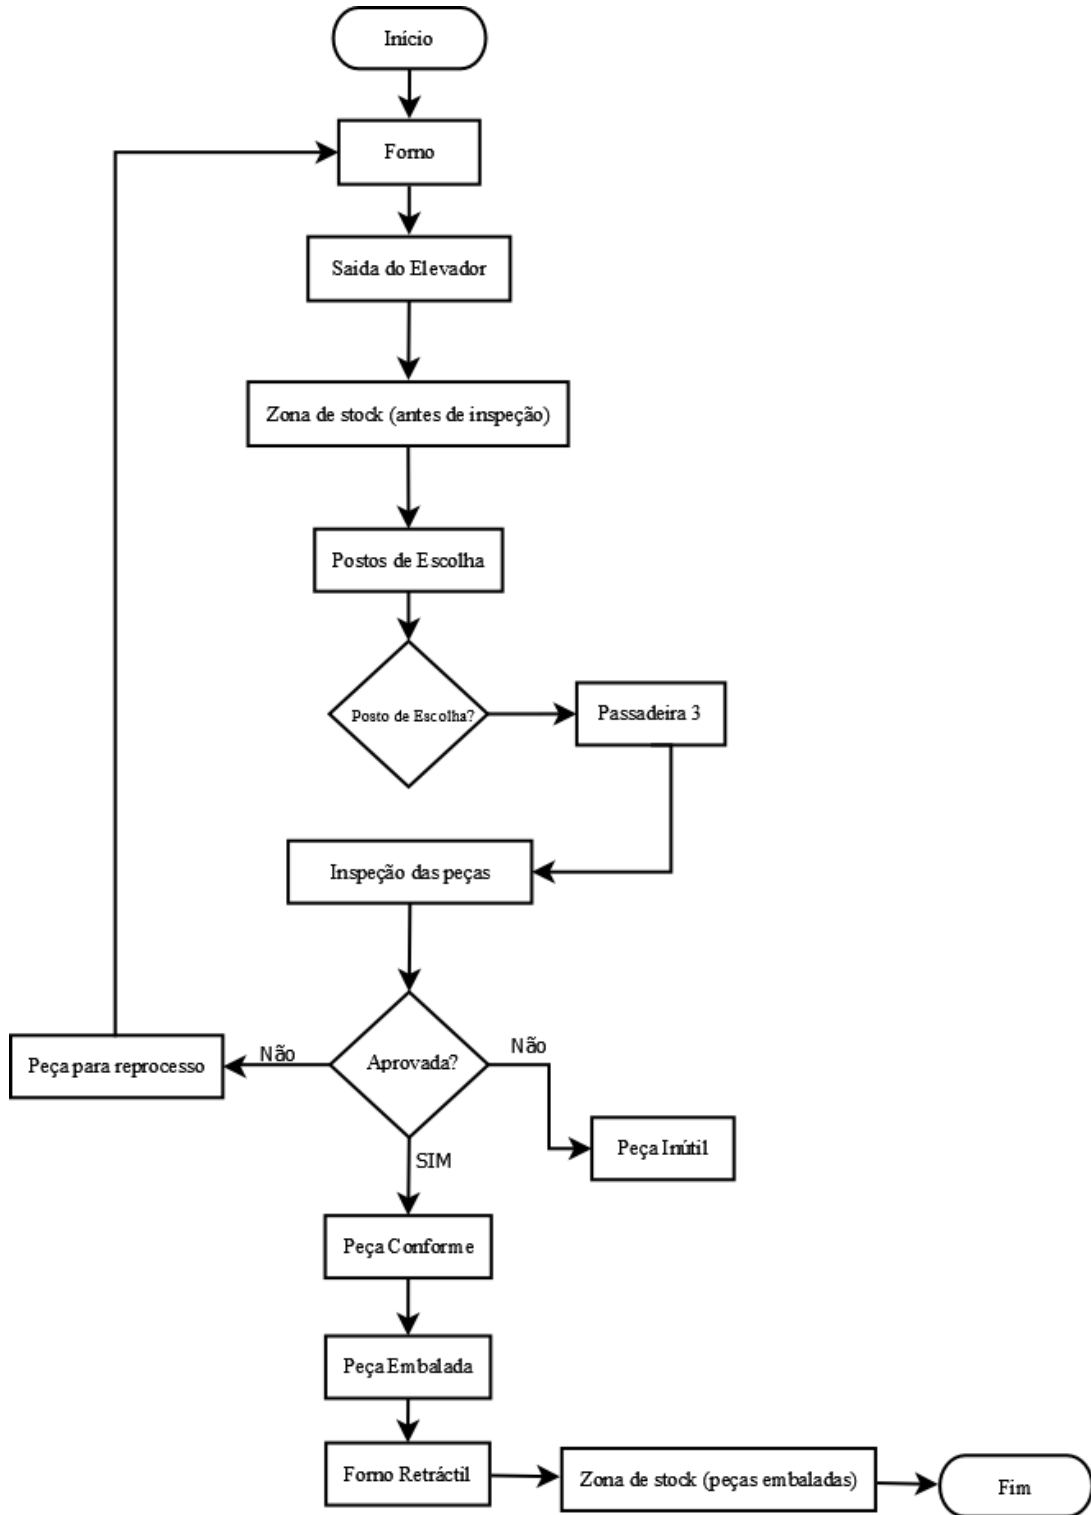 Início
Forno
Saida do Elevador
Zona de stock (antes de inspeção)
Postos de Escolha
Posto de Escolha?
Passadeira 3
Inspeção das peças
Aprovada?
Não
Não
Peça para reprocesso
Peça Inútil
SIM
Peça Conforme
Peça Embalada
Forno Retráctil
Zona de stock (peças embaladas)
Fim